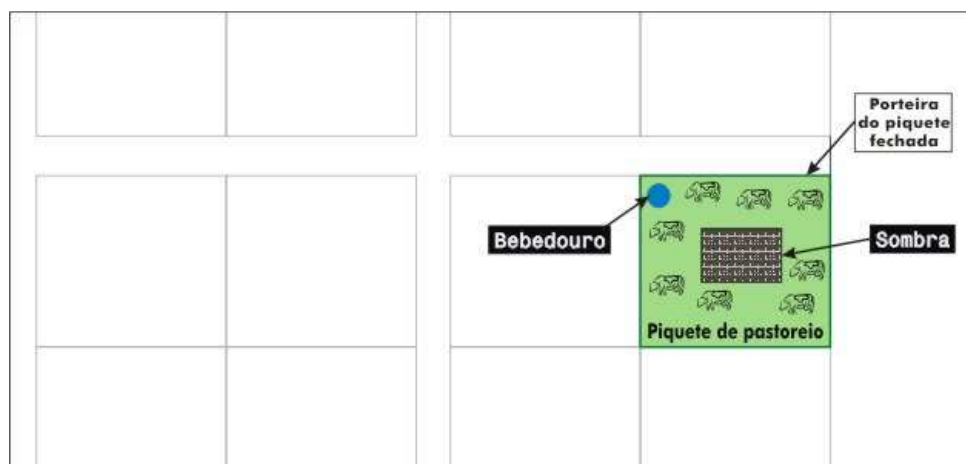 Porteira
do piquete
fechada
Bebedouro
Sombra
Piquete de pastoreio